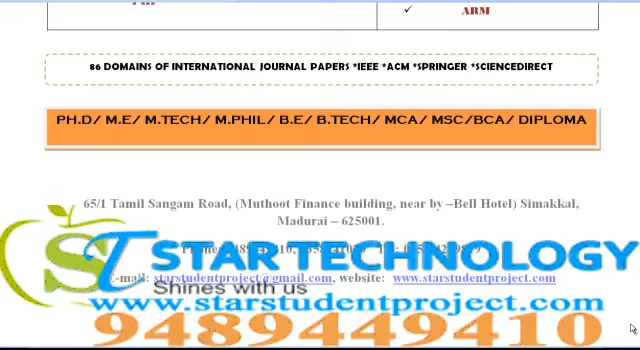 ARM
86 DOMAINS OF INTERNATIONAL JOURNAL PAPERS *IEEE *ACM *SPRINGER *SCIENCEDIRECT
PH.D/ M.E/ M.TECH/ M.PHIL/ B.E/ B.TECH/ MCA/ MSC/BCA/ DIPLOMA
65/1 Tamil Sangam Road, (Muthoot Finance building, near by –Bell Hotel) Simakkal,
Madurai – 625001.
ST STAR TECHNOLOGY
E-mail: starstudentproject@gmail.com, website: www.starstudentproject.com
Shines with us
www.starstudentproject.com
9489449410